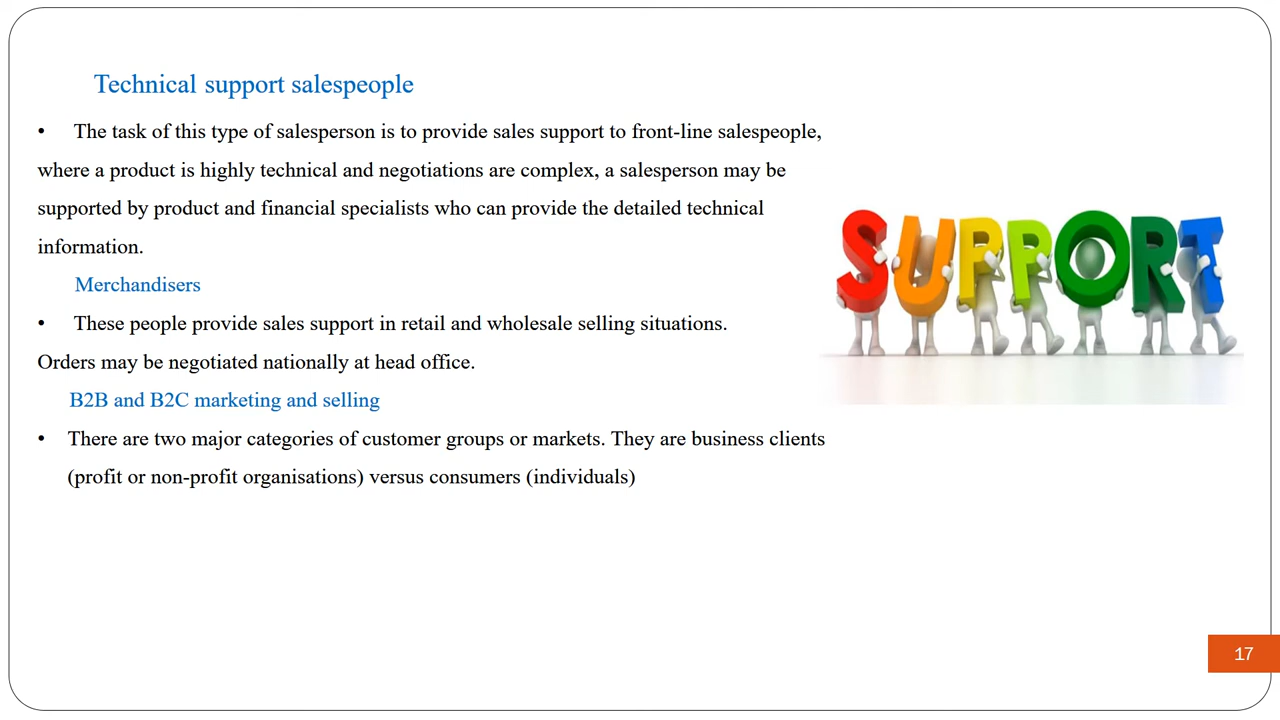 Technical support salespeople
• The task of this type of salesperson is to provide sales support to front-line salespeople,
where a product is highly technical and negotiations are complex, a salesperson may be
supported by product and financial specialists who can provide the detailed technical
information.
Merchandisers
• These people provide sales support in retail and wholesale selling situations.
Orders may be negotiated nationally at head office.
B2B and B2C marketing and selling
• There are two major categories of customer groups or markets. They are business clients
(profit or non-profit organisations) versus consumers (individuals)
SUPPORT
17